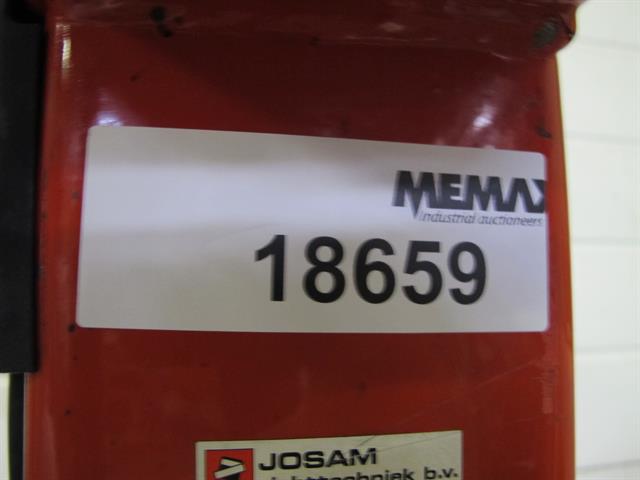 MEMAX
industrial auctioneers
18659
JOSAM
b.v.